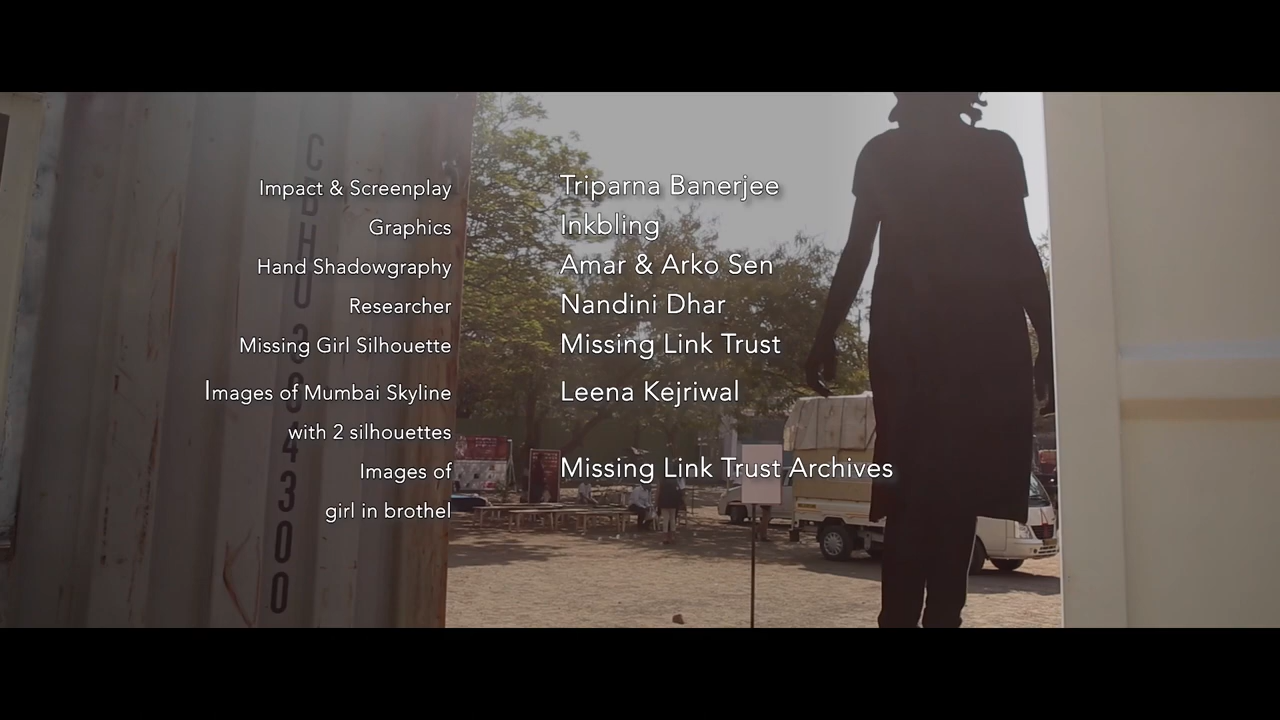 Impact & Screenplay Triparna Banerjee
Graphics Inkbling
Hand Shadowgraphy Amar & Arko Sen
Researcher Nandini Dhar
Missing Girl Silhouette Missing Link Trust
Images of Mumbai Skyline Leena Kejriwal
with 2 silhouettes
Images of Missing Link Trust Archives
girl in brothel